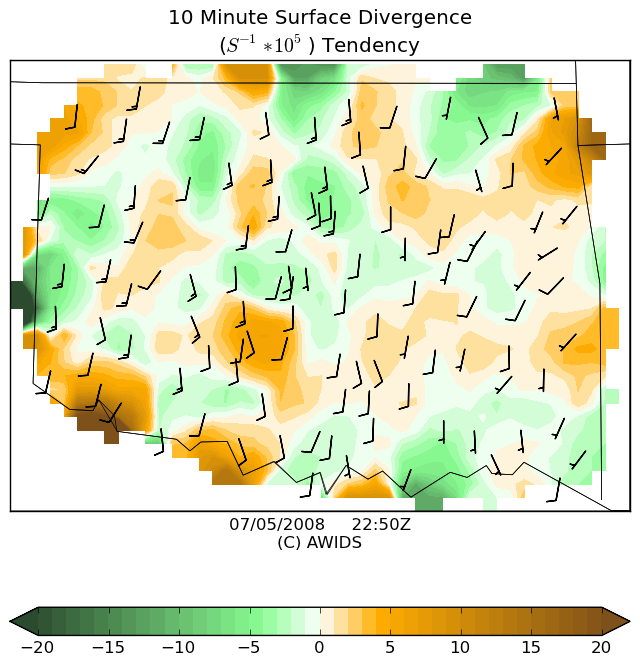 10 Minute Surface Divergence
(S⁻¹ * 10⁵ ) Tendency
07/05/2008 22:50Z
(C) AWIDS
−20 −15 −10 −5 0 5 10 15 20